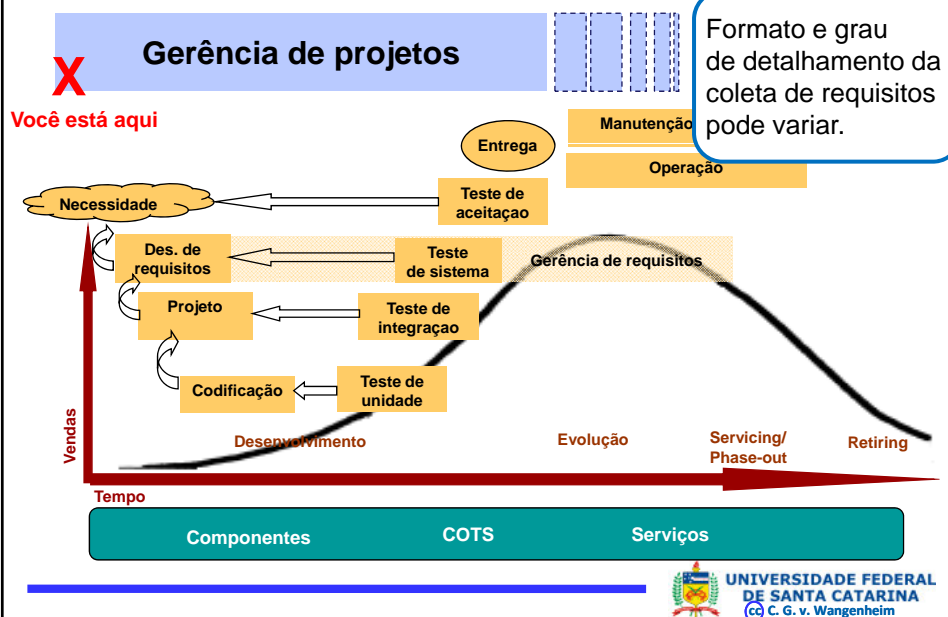 Gerência de projetos
Formato e grau
de detalhamento da
coleta de requisitos
pode variar.
X
Você está aqui
Entrega
Manutenção
Operação
Necessidade
Teste de
aceitaçao
Des. de
requisitos
Teste
de sistema
Gerência de requisitos
Projeto
Teste de
integraçao
Codificação
Teste de
unidade
Vendas
Desenvolvimento
Evolução
Servicing/
Phase-out
Retiring
Tempo
Componentes
COTS
Serviços
UNIVERSIDADE FEDERAL
DE SANTA CATARINA
cc C. G. v. Wangenheim